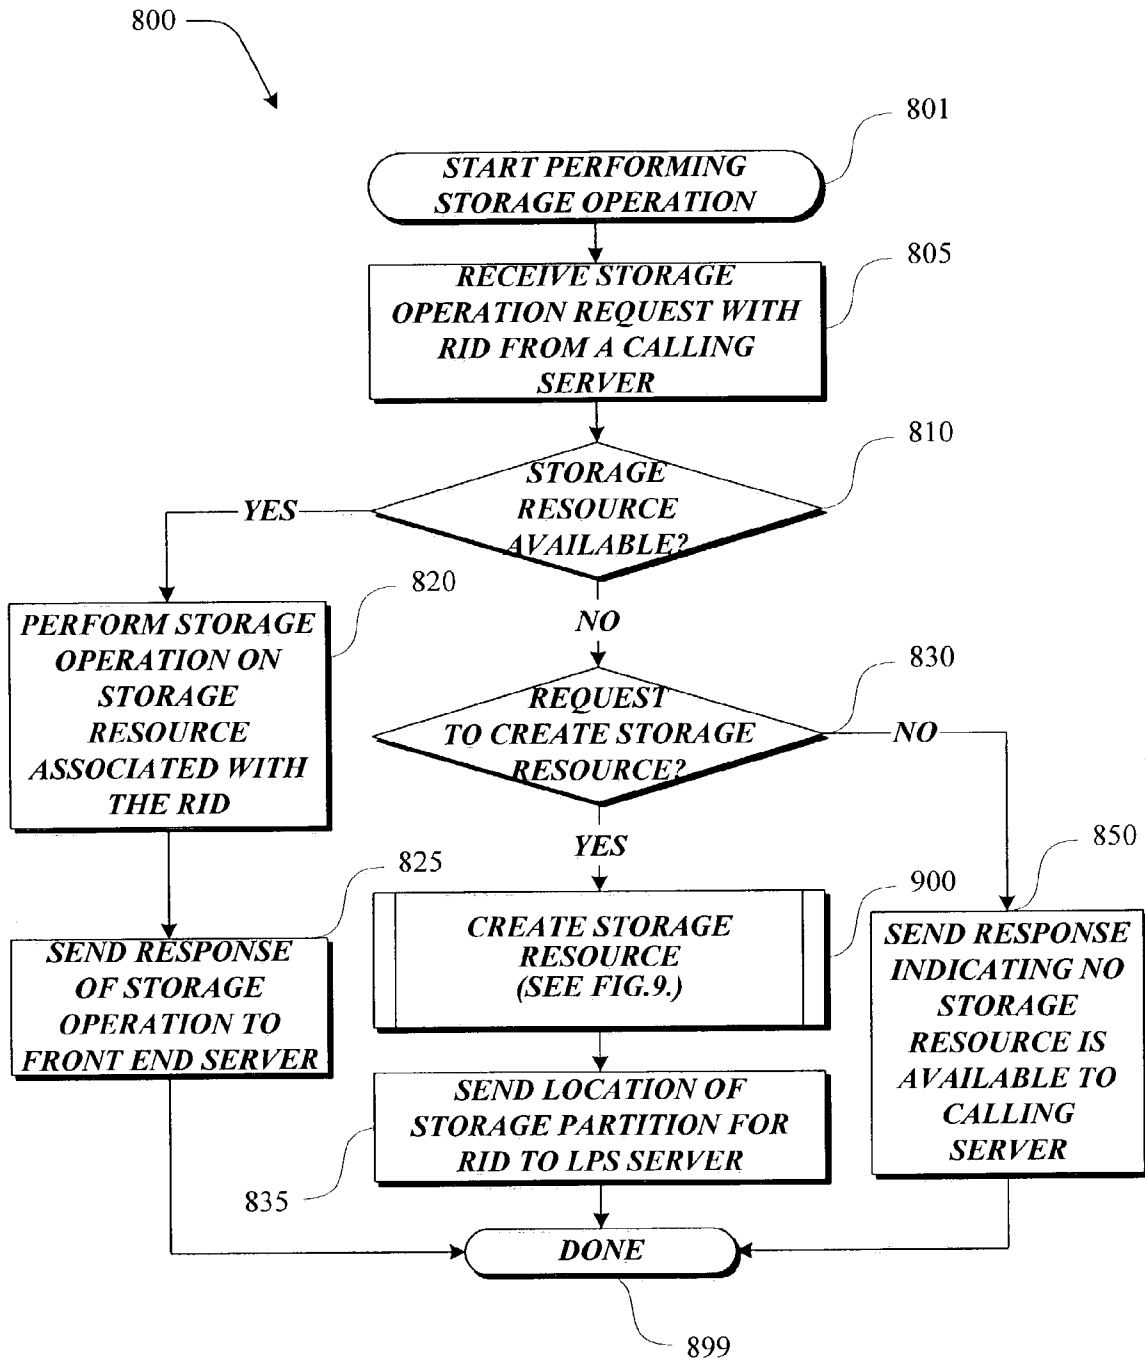 800
801
START PERFORMING
STORAGE OPERATION
805
RECEIVE STORAGE
OPERATION REQUEST WITH
RID FROM A CALLING
SERVER
810
STORAGE
RESOURCE
AVAILABLE?
YES
NO
820
PERFORM STORAGE
OPERATION ON
STORAGE
RESOURCE
ASSOCIATED WITH
THE RID
830
REQUEST
TO CREATE STORAGE
RESOURCE?
NO
YES
825
SEND RESPONSE
OF STORAGE
OPERATION TO
FRONT END SERVER
900
CREATE STORAGE
RESOURCE
(SEE FIG.9.)
850
SEND RESPONSE
INDICATING NO
STORAGE
RESOURCE IS
AVAILABLE TO
CALLING
SERVER
SEND LOCATION OF
STORAGE PARTITION FOR
RID TO LPS SERVER
835
DONE
899